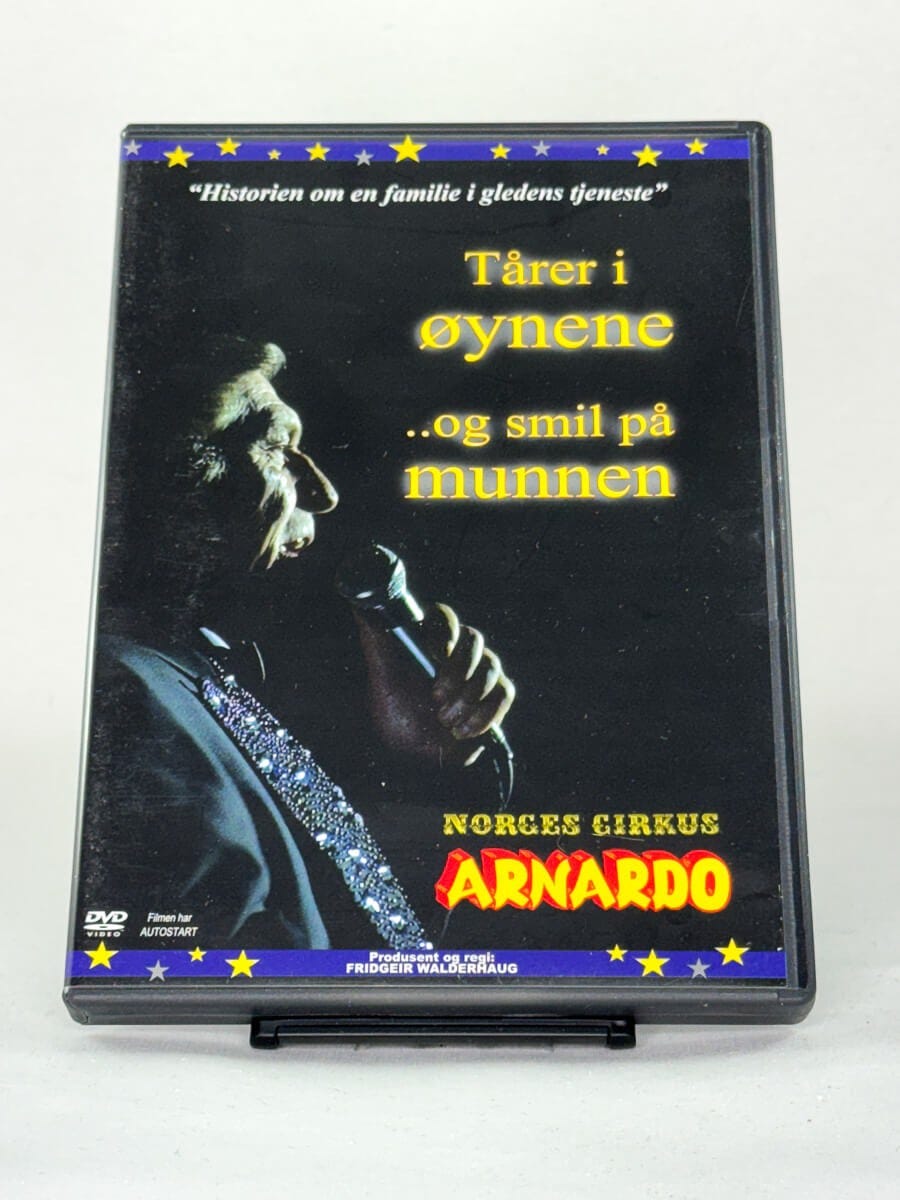 "Historien om en familie i gledens tjeneste"
Tårer i
øynene
..og smil på
munnen
NORGES CIRKUS
ARNARDO
DVD
VIDEO
Filmen har
AUTOSTART
Produsent og regi:
FRIDGEIR WALDERHAUG